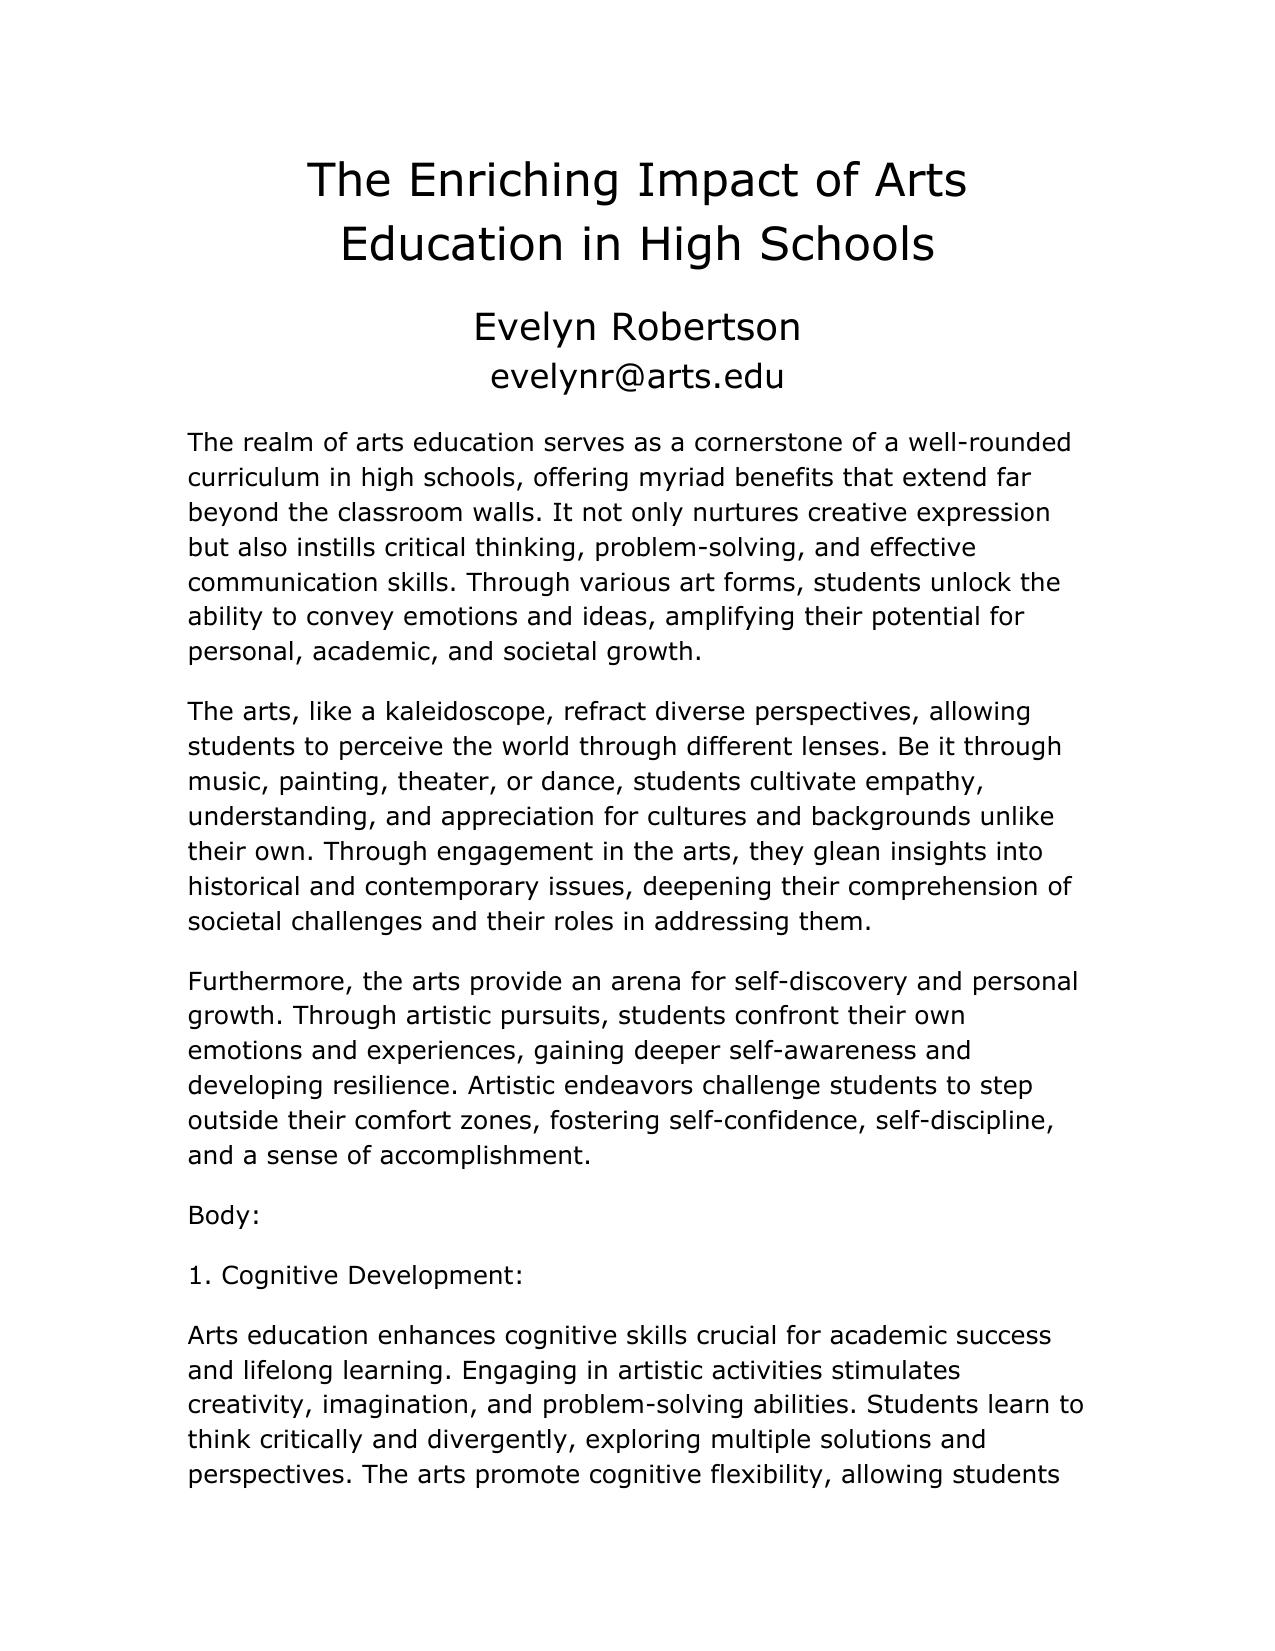 The Enriching Impact of Arts
Education in High Schools
Evelyn Robertson
evelynr@arts.edu
The realm of arts education serves as a cornerstone of a well-rounded
curriculum in high schools, offering myriad benefits that extend far
beyond the classroom walls. It not only nurtures creative expression
but also instills critical thinking, problem-solving, and effective
communication skills. Through various art forms, students unlock the
ability to convey emotions and ideas, amplifying their potential for
personal, academic, and societal growth.
The arts, like a kaleidoscope, refract diverse perspectives, allowing
students to perceive the world through different lenses. Be it through
music, painting, theater, or dance, students cultivate empathy,
understanding, and appreciation for cultures and backgrounds unlike
their own. Through engagement in the arts, they glean insights into
historical and contemporary issues, deepening their comprehension of
societal challenges and their roles in addressing them.
Furthermore, the arts provide an arena for self-discovery and personal
growth. Through artistic pursuits, students confront their own
emotions and experiences, gaining deeper self-awareness and
developing resilience. Artistic endeavors challenge students to step
outside their comfort zones, fostering self-confidence, self-discipline,
and a sense of accomplishment.
Body:
1. Cognitive Development:
Arts education enhances cognitive skills crucial for academic success
and lifelong learning. Engaging in artistic activities stimulates
creativity, imagination, and problem-solving abilities. Students learn to
think critically and divergently, exploring multiple solutions and
perspectives. The arts promote cognitive flexibility, allowing students